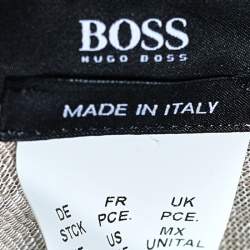 BOSS
HUGO BOSS
MADE IN ITALY
DE FR UK
STCK PCE. PCE.
US MX
UNITAL